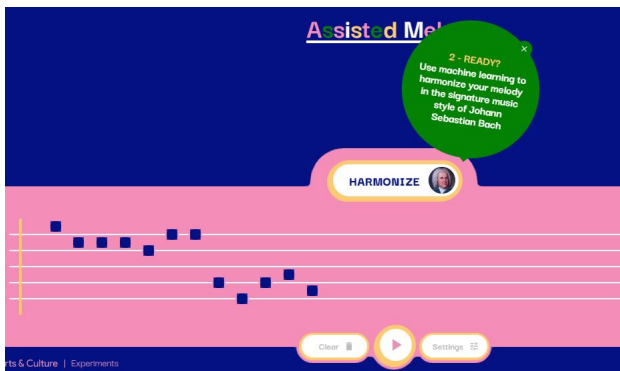 Assisted Mel
2 - READY?
Use machine learning to
harmonize your melody
in the signature music
style of Johann
Sebastian Bach
HARMONIZE
Clear
Settings
rts & Culture | Experiments